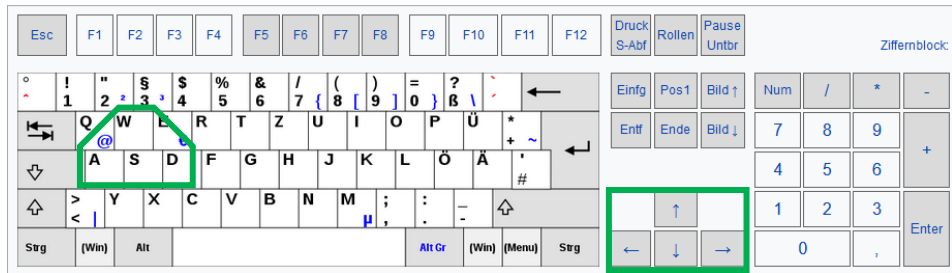 Esc F1 F2 F3 F4 F5 F6 F7 F8 F9 F10 F11 F12 Druck S-Abf Rollen Pause Untbr
Ziffernblock:
° ^ ! 1 " 2 ² § 3 ³ $ 4 % 5 & 6 / 7 { ( 8 [ ) 9 ] = 0 } ? ß \ ` ´ ← Einfg Pos1 Bild↑ Num / * -
Q @ W E € R T Z U I O P Ü * + ~ Entf Ende Bild↓ 7 8 9 +
A S D F G H J K L Ö Ä ' # 4 5 6
> < | Y X C V B N M µ ; , : . _ - ↑ 1 2 3 Enter
Strg (Win) Alt Alt Gr (Win) (Menu) Strg ← ↓ → 0 ,